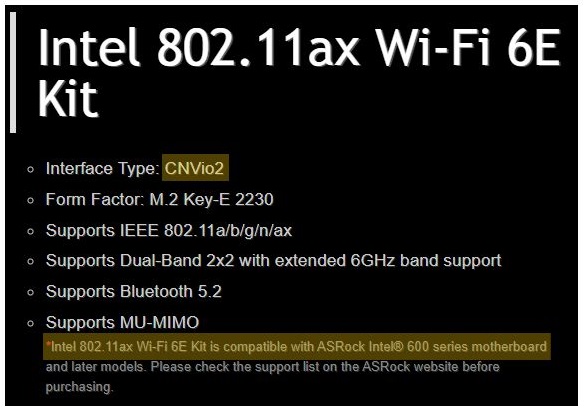 Intel 802.11ax Wi-Fi 6E
Kit
Interface Type: CNVio2
Form Factor: M.2 Key-E 2230
Supports IEEE 802.11a/b/g/n/ax
Supports Dual-Band 2x2 with extended 6GHz band support
Supports Bluetooth 5.2
Supports MU-MIMO
*Intel 802.11ax Wi-Fi 6E Kit is compatible with ASRock Intel® 600 series motherboard
and later models. Please check the support list on the ASRock website before
purchasing.